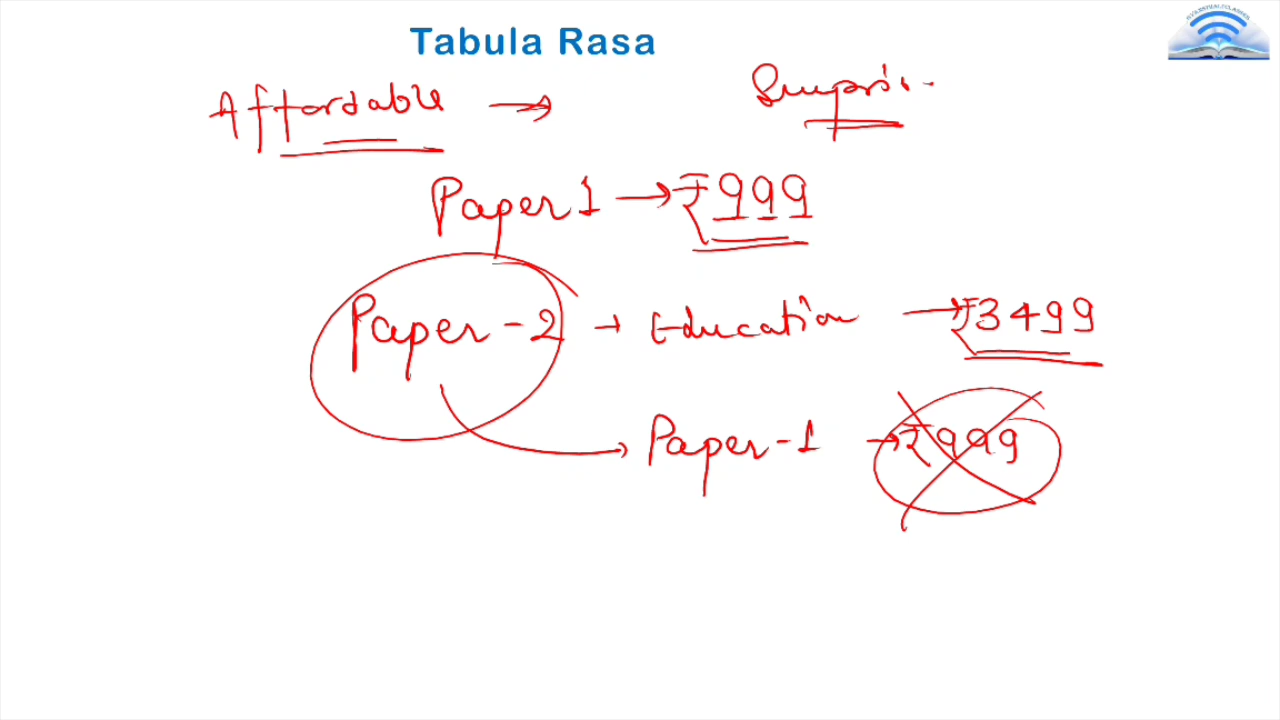 Tabula Rasa
Affordable →
Paper 1 → ₹999
Paper-2 → Education → ₹3499
Paper-1 → ₹999